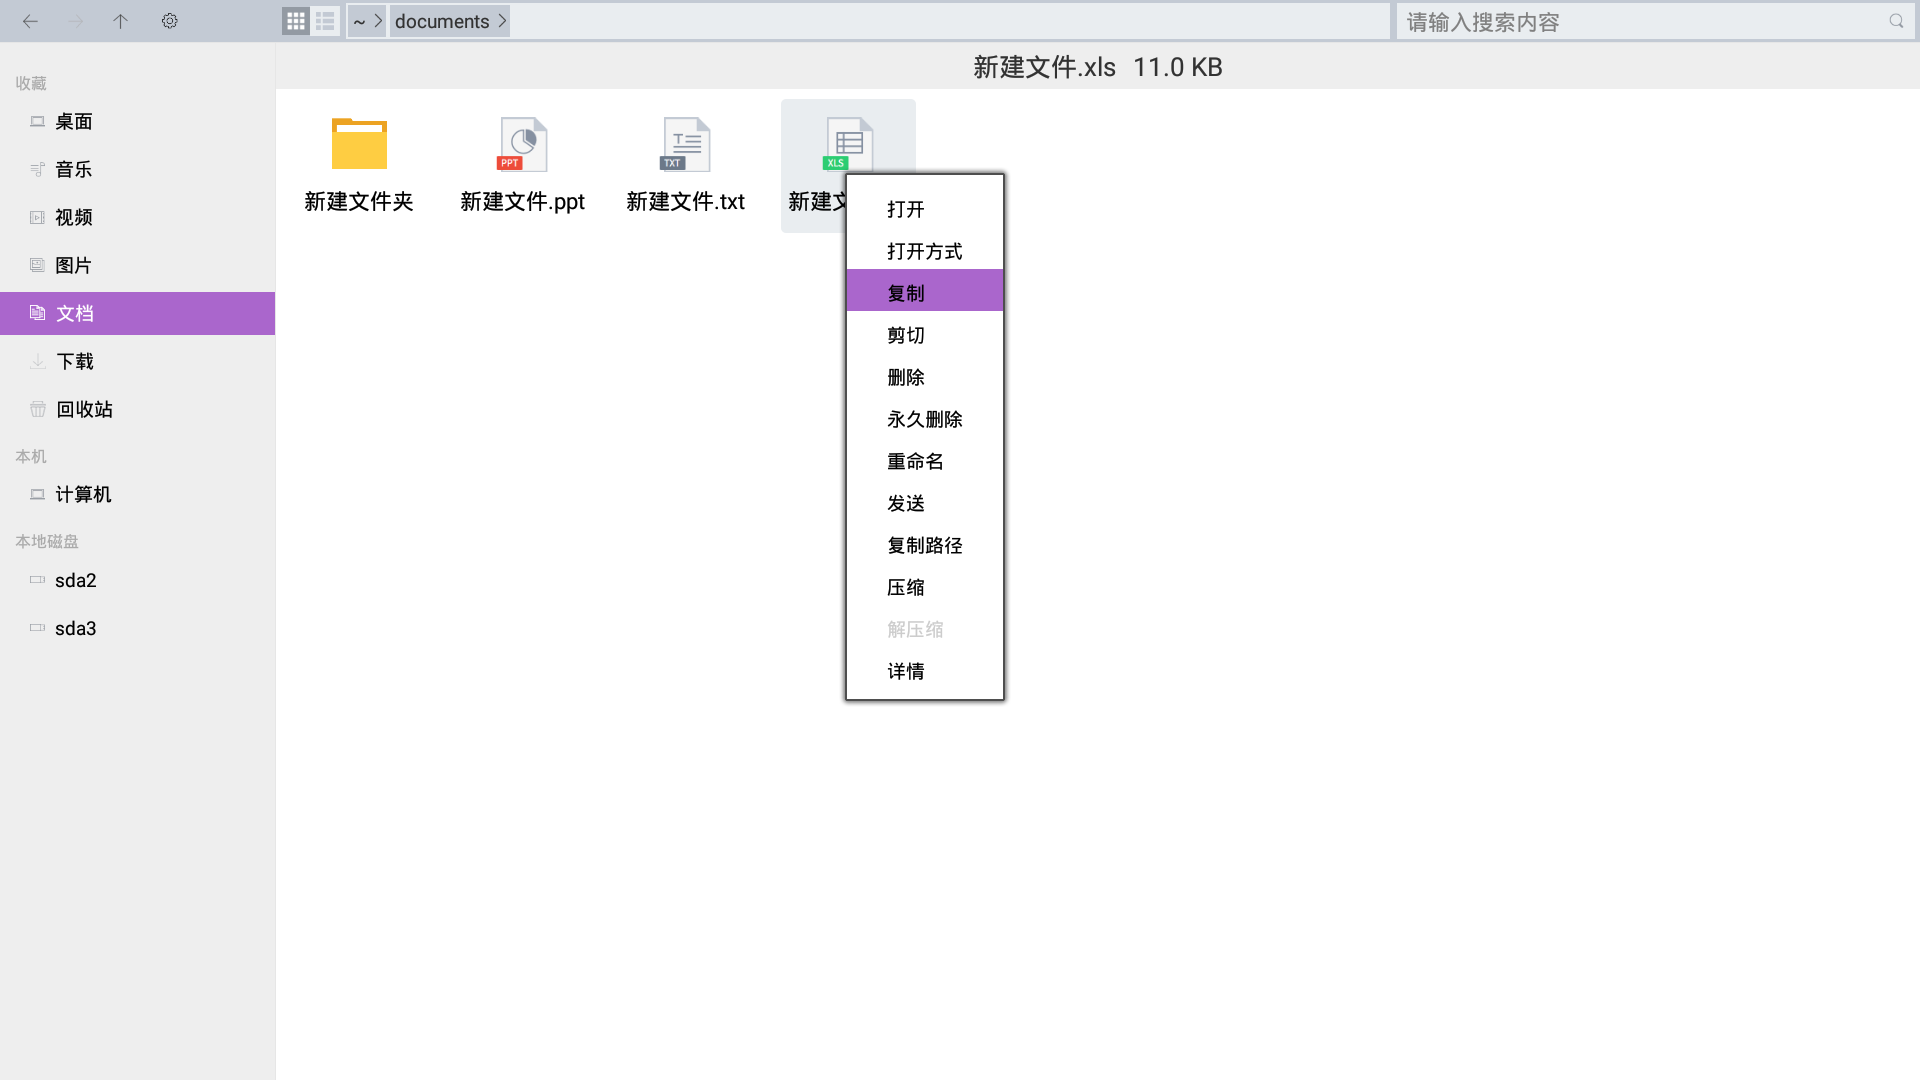 ~
documents
请输入搜索内容
新建文件.xls 11.0 KB
收藏
桌面
音乐
视频
图片
文档
下载
回收站
本机
计算机
本地磁盘
sda2
sda3
新建文件夹
PPT
新建文件.ppt
TXT
新建文件.txt
XLS
新建文
打开
打开方式
复制
剪切
删除
永久删除
重命名
发送
复制路径
压缩
解压缩
详情